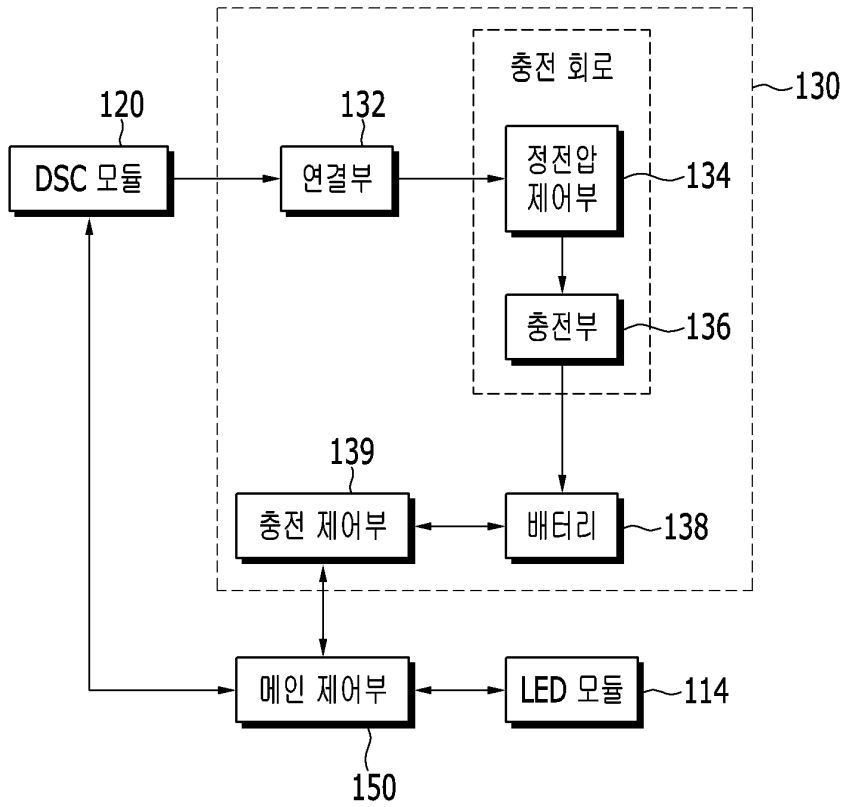 충전 회로
130
120
132
DSC 모듈
연결부
정전압
제어부
134
충전부
136
139
충전 제어부
배터리
138
메인 제어부
LED 모듈
114
150